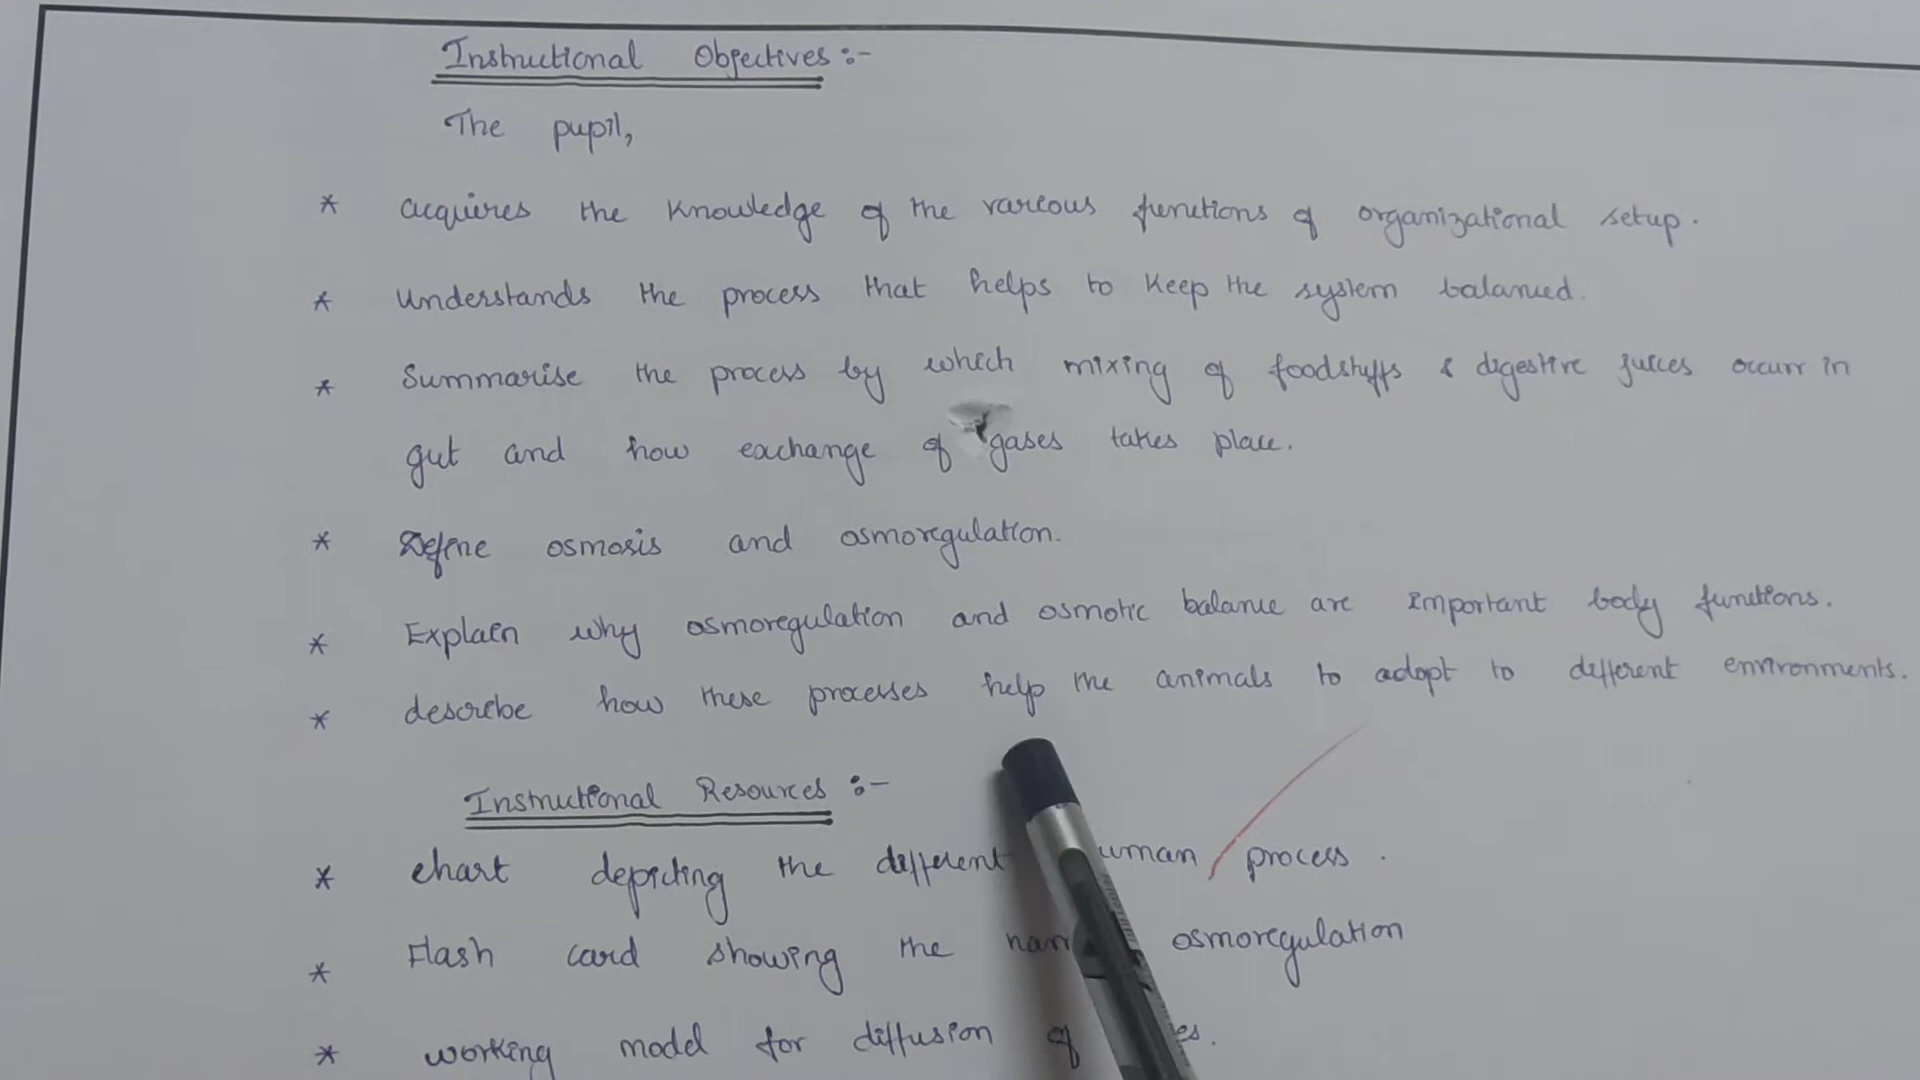 Instructional Objectives :-
The pupil,
* acquires the knowledge of the various functions of organizational setup.
* Understands the process that helps to keep the system balanced.
* Summarise the process by which mixing of foodstuffs & digestive juices occurr in
gut and how exchange of gases takes place.
* Define osmosis and osmoregulation.
* Explain why osmoregulation and osmotic balance are important body functions.
* describe how these processes help the animals to adopt to different environments.
Instructional Resources :-
* chart depicting the different process.
* Flash card showing the osmoregulation
* working model for diffusion of